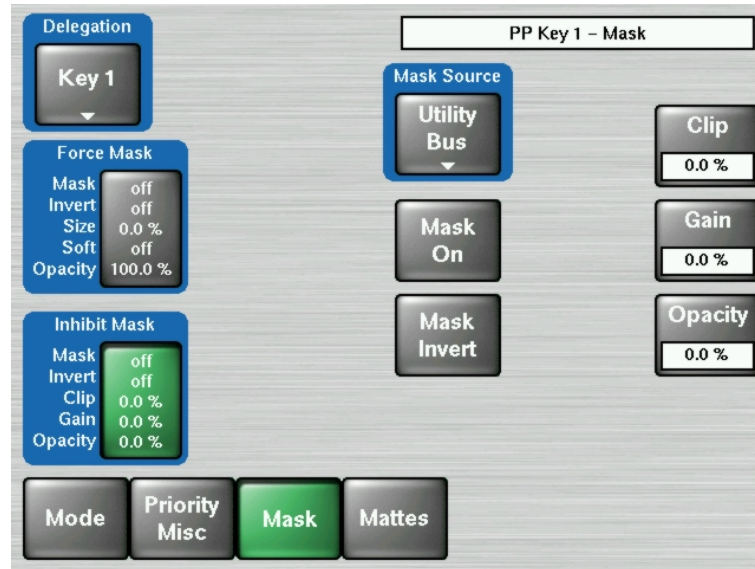 Delegation
Key 1
PP Key 1 – Mask
Mask Source
Utility
Bus
Clip
0.0 %
Force Mask
Mask off
Invert off
Size 0.0 %
Soft off
Opacity 100.0 %
Mask
On
Gain
0.0 %
Mask
Invert
Opacity
0.0 %
Inhibit Mask
Mask off
Invert off
Clip 0.0 %
Gain 0.0 %
Opacity 0.0 %
Mode
Priority
Misc
Mask
Mattes